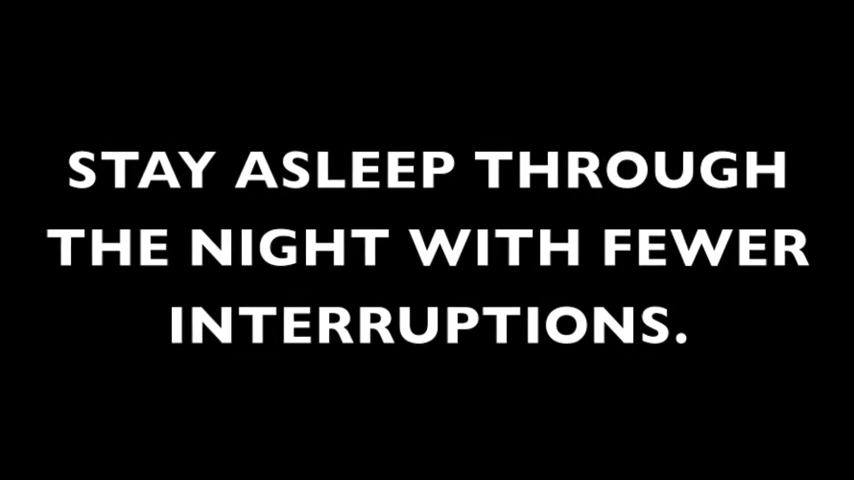 STAY ASLEEP THROUGH
THE NIGHT WITH FEWER
INTERRUPTIONS.